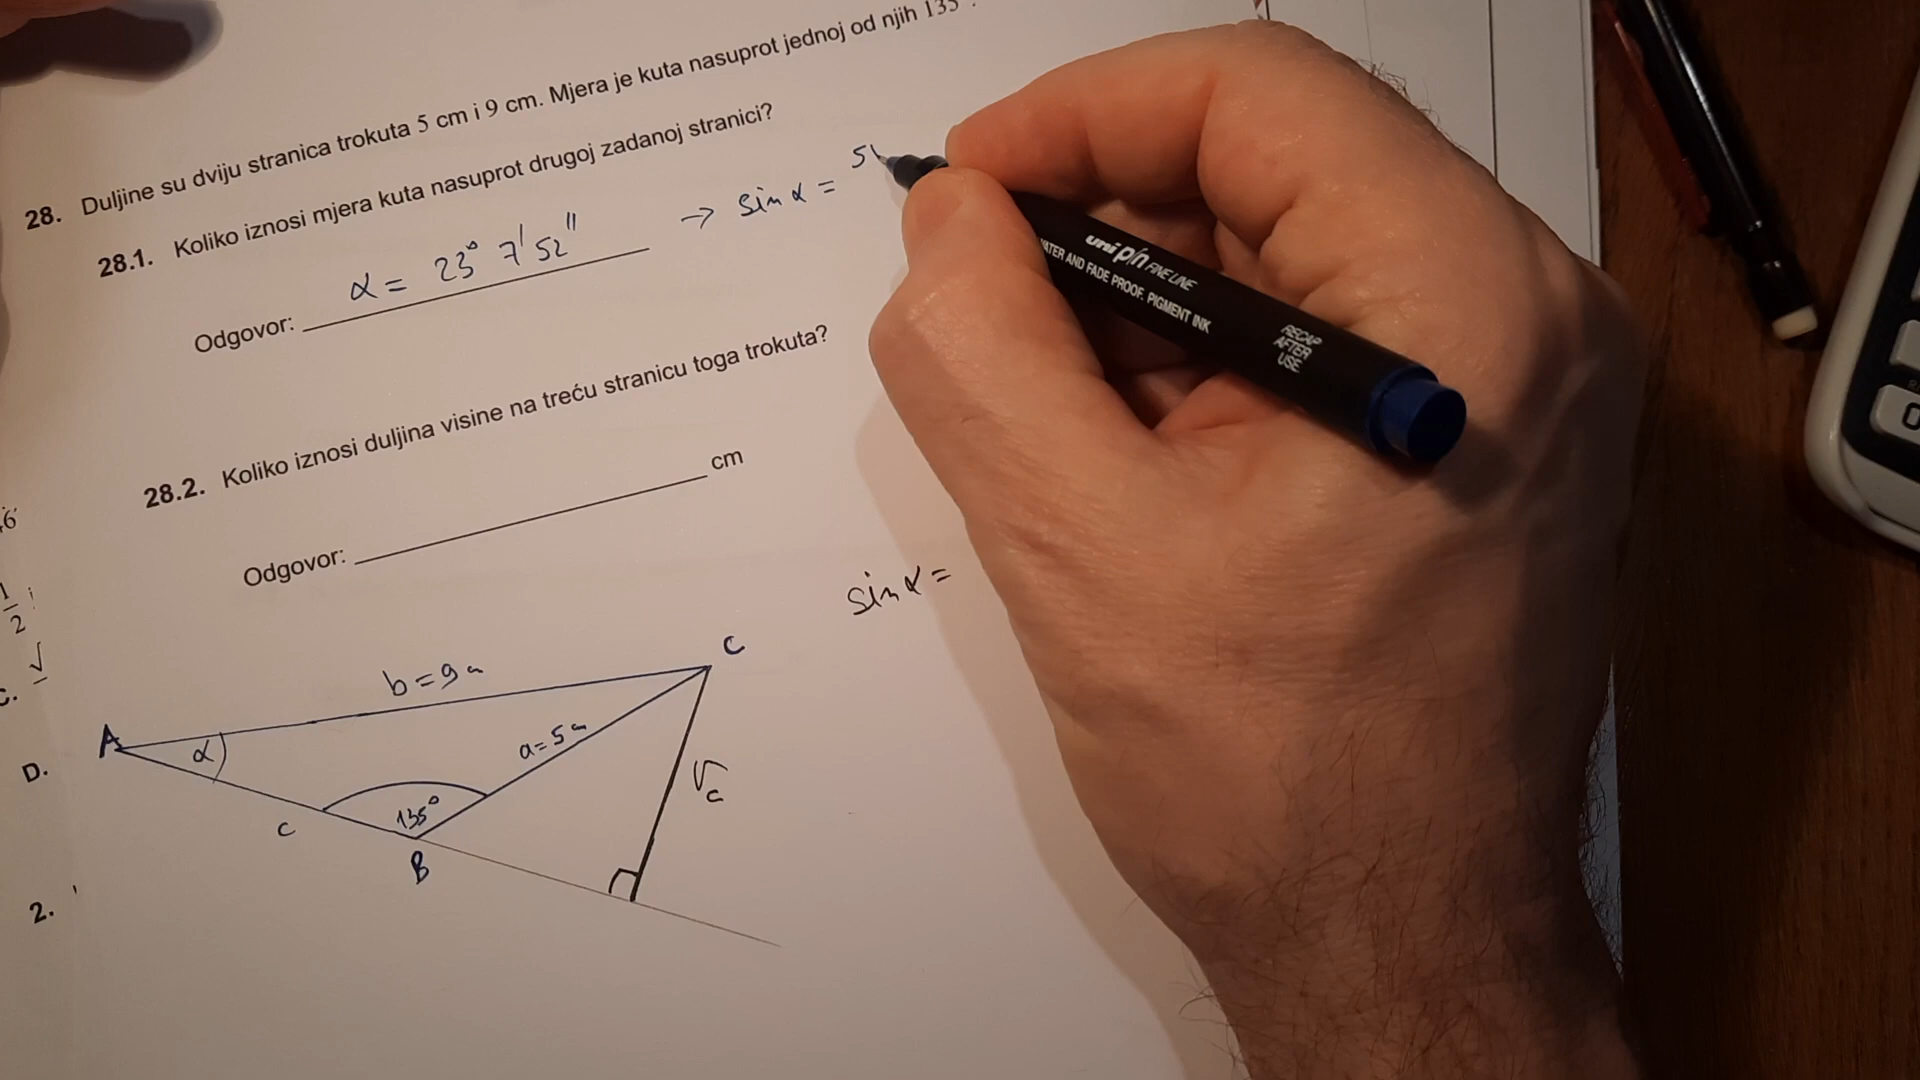 28. Duljine su dviju stranica trokuta 5 cm i 9 cm. Mjera je kuta nasuprot jednoj od njih 135°.
28.1. Koliko iznosi mjera kuta nasuprot drugoj zadanoj stranici?
Odgovor: α = 23° 7' 52" → sin α = 5
28.2. Koliko iznosi duljina visine na treću stranicu toga trokuta?
Odgovor: cm
sin α =
C
b = 9
A
α
a = 5
135°
c
B
v_c
1/2
√
D.
2.
uni pin FINE LINE
WATER AND FADE PROOF. PIGMENT INK
RECAP
AFTER
USE